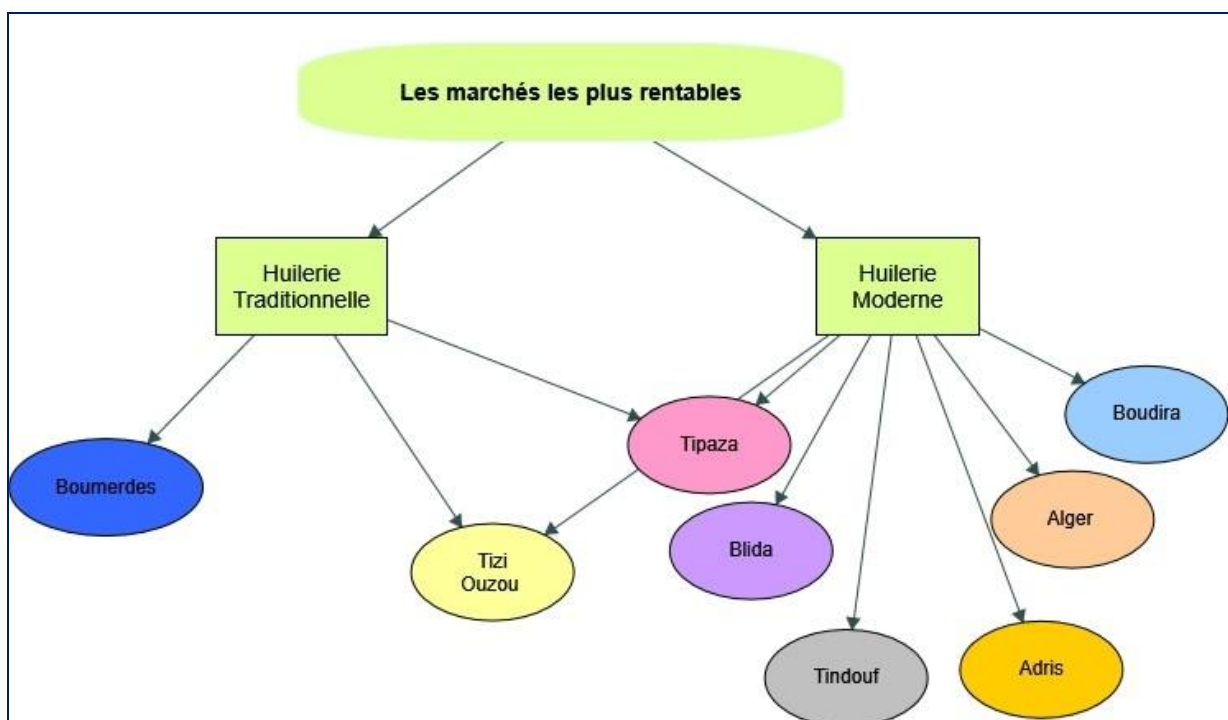 Les marchés les plus rentables
Huilerie
Traditionnelle
Huilerie
Moderne
Boudira
Tipaza
Boumerdes
Alger
Blida
Tizi
Ouzou
Tindouf
Adris